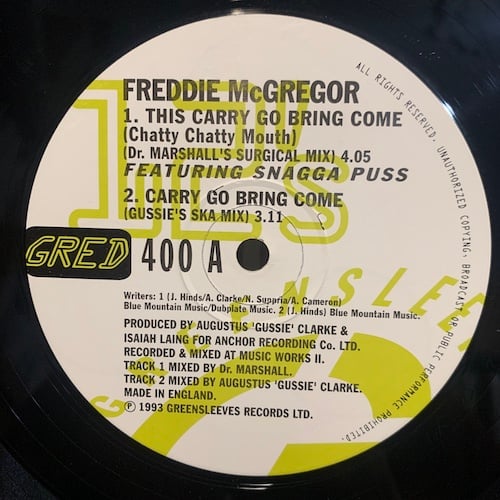 FREDDIE McGREGOR
1. THIS CARRY GO BRING COME
(Chatty Chatty Mouth)
(Dr. MARSHALL'S SURGICAL MIX) 4.05
FEATURING SNAGGA PUSS
2. CARRY GO BRING COME
(GUSSIE'S SKA MIX) 3.11
GRED 400 A
Writers: 1 (J. Hinds/A. Clarke/N. Suppria/A. Cameron)
Blue Mountain Music/Dubplate Music. 2 (J. Hinds) Blue Mountain Music.
PRODUCED BY AUGUSTUS 'GUSSIE' CLARKE &
ISAIAH LAING FOR ANCHOR RECORDING Co. LTD.
RECORDED & MIXED AT MUSIC WORKS II.
TRACK 1 MIXED BY Dr. MARSHALL.
TRACK 2 MIXED BY AUGUSTUS 'GUSSIE' CLARKE.
MADE IN ENGLAND.
℗ 1993 GREENSLEEVES RECORDS LTD.
ALL RIGHTS RESERVED. UNAUTHORIZED COPYING, BROADCAST OR PUBLIC PERFORMANCE PROHIBITED.